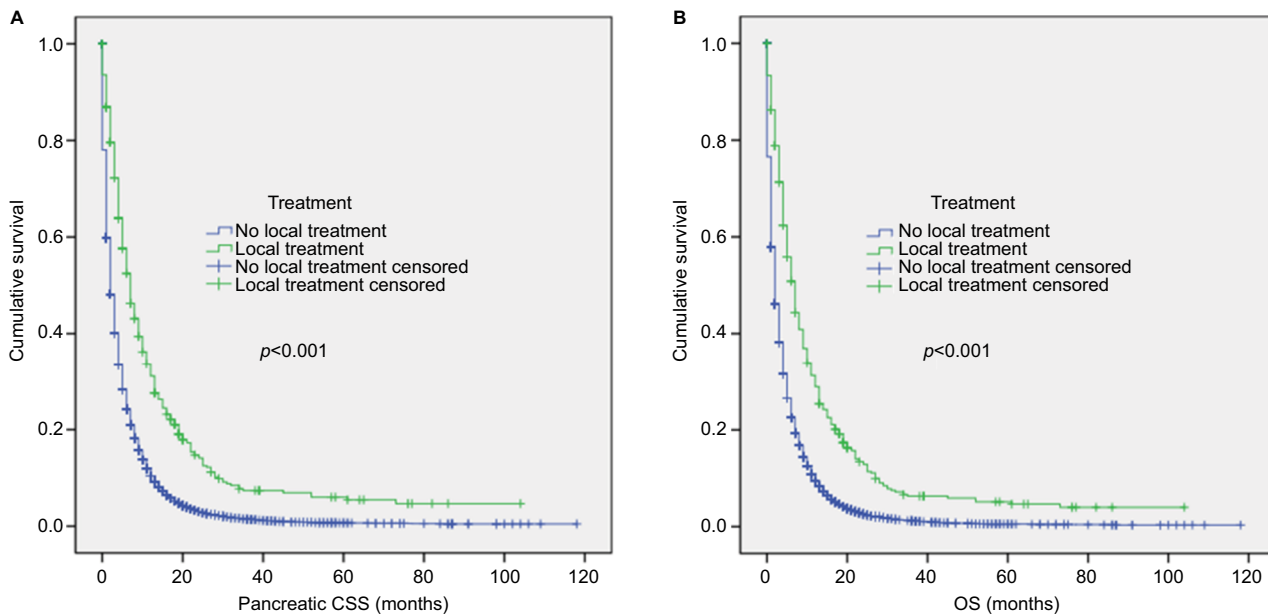 A
1.0
0.8
0.6
0.4
0.2
0.0
Cumulative survival
Treatment
No local treatment
Local treatment
No local treatment censored
Local treatment censored
p<0.001
0 20 40 60 80 100 120
Pancreatic CSS (months)
B
1.0
0.8
0.6
0.4
0.2
0.0
Cumulative survival
Treatment
No local treatment
Local treatment
No local treatment censored
Local treatment censored
p<0.001
0 20 40 60 80 100 120
OS (months)